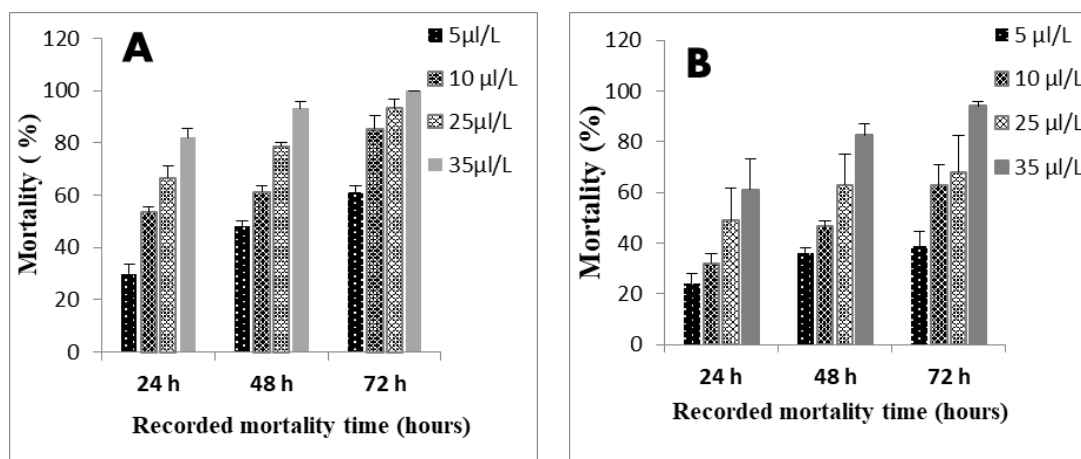 A
120
100
80
60
40
20
0
Mortality ( %)
24 h 48 h 72 h
Recorded mortality time (hours)
5µl/L
10 µl/L
25µl/L
35µl/L
B
120
100
80
60
40
20
0
Mortality (%)
24 h 48 h 72 h
Recorded mortality time (hours)
5 µl/L
10 µl/L
25 µl/L
35 µl/L